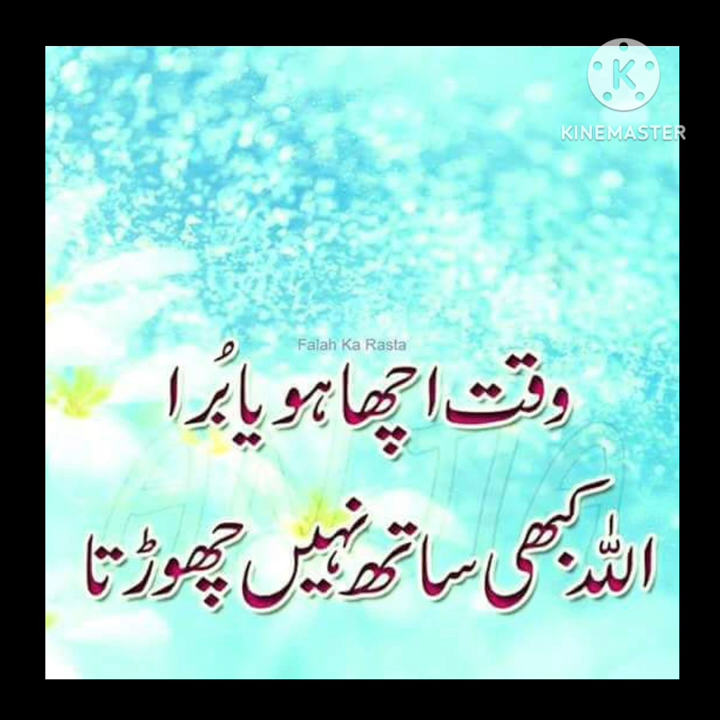 KINEMASTER
Falah Ka Rasta
وقت اچھا ہو یا بُرا
اللہ کبھی ساتھ نہیں چھوڑتا